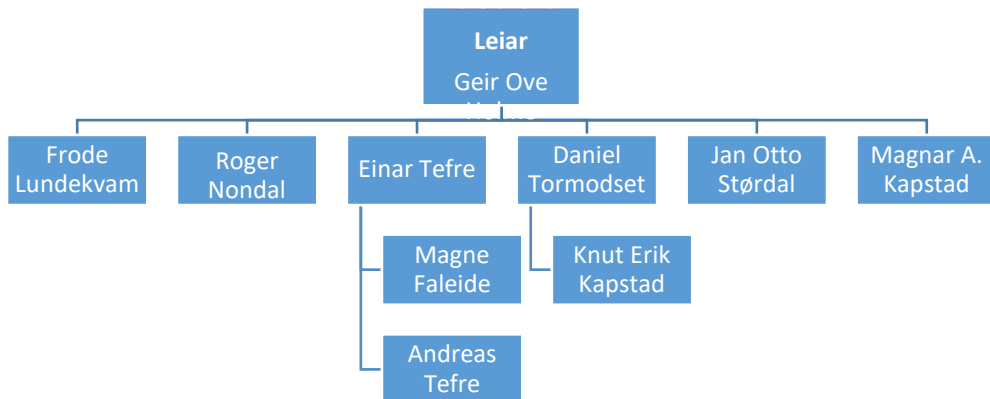 Leiar
Geir Ove
Frode
Lundekvam
Roger
Nondal
Einar Tefre
Daniel
Tormodset
Jan Otto
Størdal
Magnar A.
Kapstad
Magne
Faleide
Knut Erik
Kapstad
Andreas
Tefre